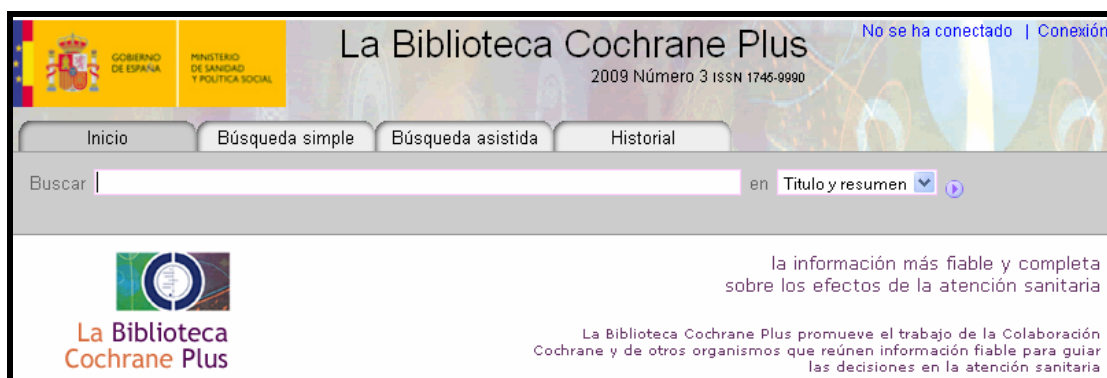 GOBIERNO
DE ESPAÑA
MINISTERIO
DE SANIDAD
Y POLÍTICA SOCIAL
La Biblioteca Cochrane Plus
2009 Número 3 ISSN 1745-9990
No se ha conectado | Conexión
Inicio Búsqueda simple Búsqueda asistida Historial
Buscar en Titulo y resumen
La Biblioteca
Cochrane Plus
la información más fiable y completa
sobre los efectos de la atención sanitaria
La Biblioteca Cochrane Plus promueve el trabajo de la Colaboración
Cochrane y de otros organismos que reúnen información fiable para guiar
las decisiones en la atención sanitaria